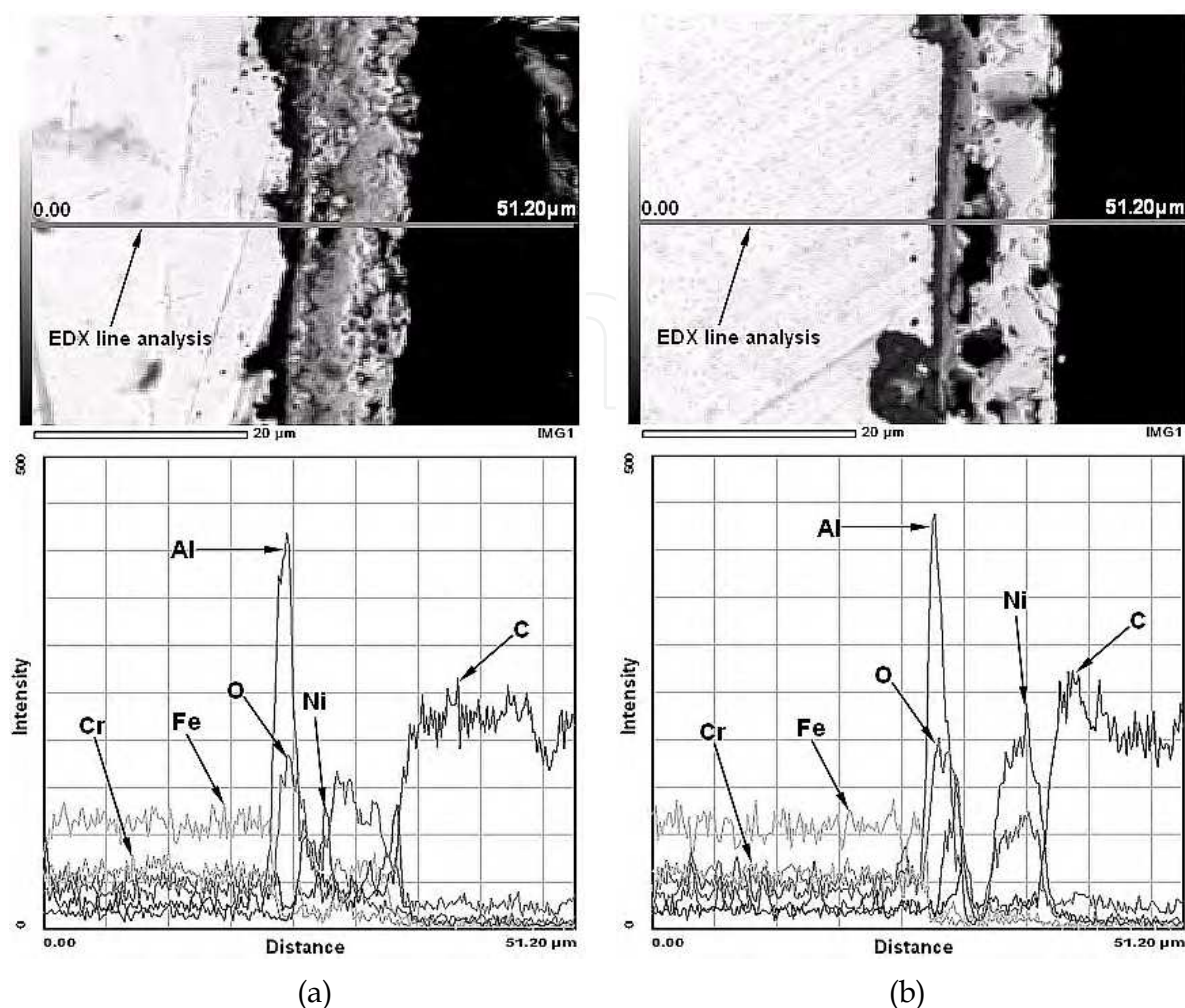 0.00
51.20µm
EDX line analysis
20 µm
IMG1
500
Al
O
Ni
C
Cr
Fe
Intensity
0
0.00
Distance
51.20 µm
(a)
0.00
51.20µm
EDX line analysis
20 µm
IMG1
500
Al
Ni
C
O
Cr
Fe
Intensity
0
0.00
Distance
51.20 µm
(b)